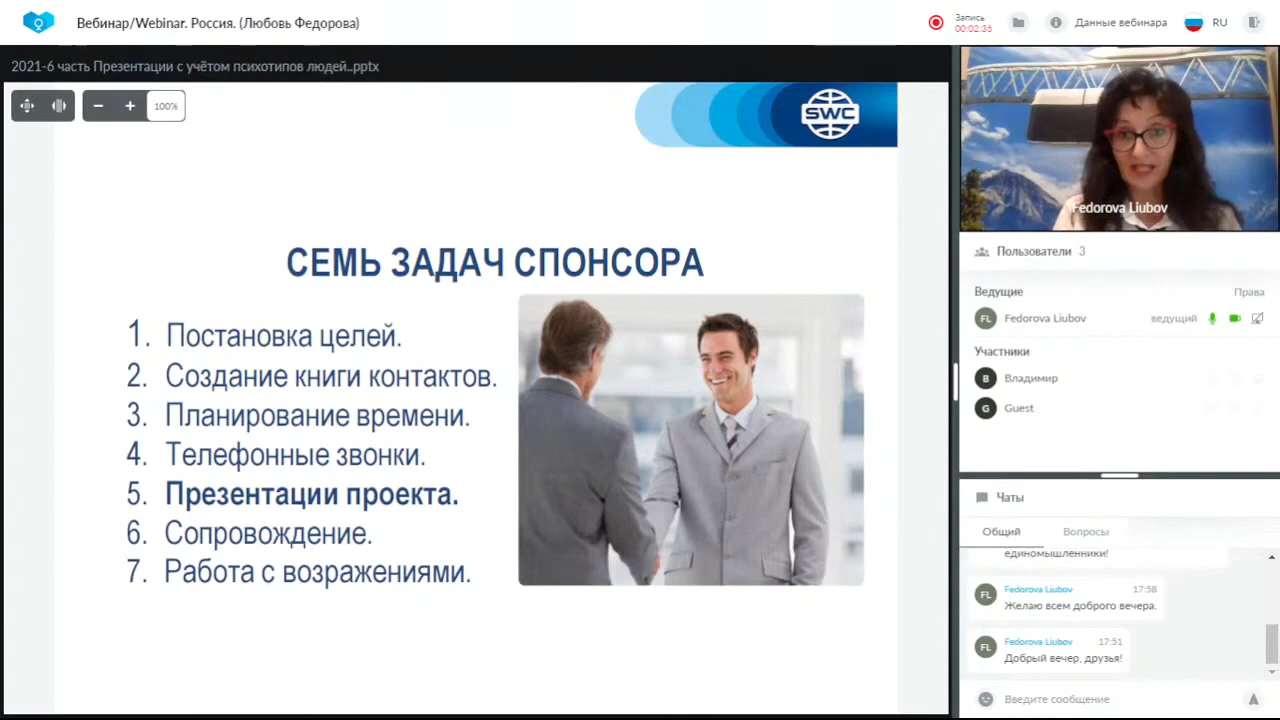 Вебинар/Webinar. Россия. (Любовь Федорова)
Запись
00:02:35
Данные вебинара
RU
2021-6 часть Презентации с учётом психотипов людей..pptx
100%
SWC
СЕМЬ ЗАДАЧ СПОНСОРА
1. Постановка целей.
2. Создание книги контактов.
3. Планирование времени.
4. Телефонные звонки.
5. Презентации проекта.
6. Сопровождение.
7. Работа с возражениями.
Fedorova Liubov
Пользователи 3
Ведущие Права
FL Fedorova Liubov ведущий
Участники
В Владимир
G Guest
Чаты
Общий Вопросы
единомышленники!
FL Fedorova Liubov 17:58
Желаю всем доброго вечера.
FL Fedorova Liubov 17:51
Добрый вечер, друзья!
Введите сообщение